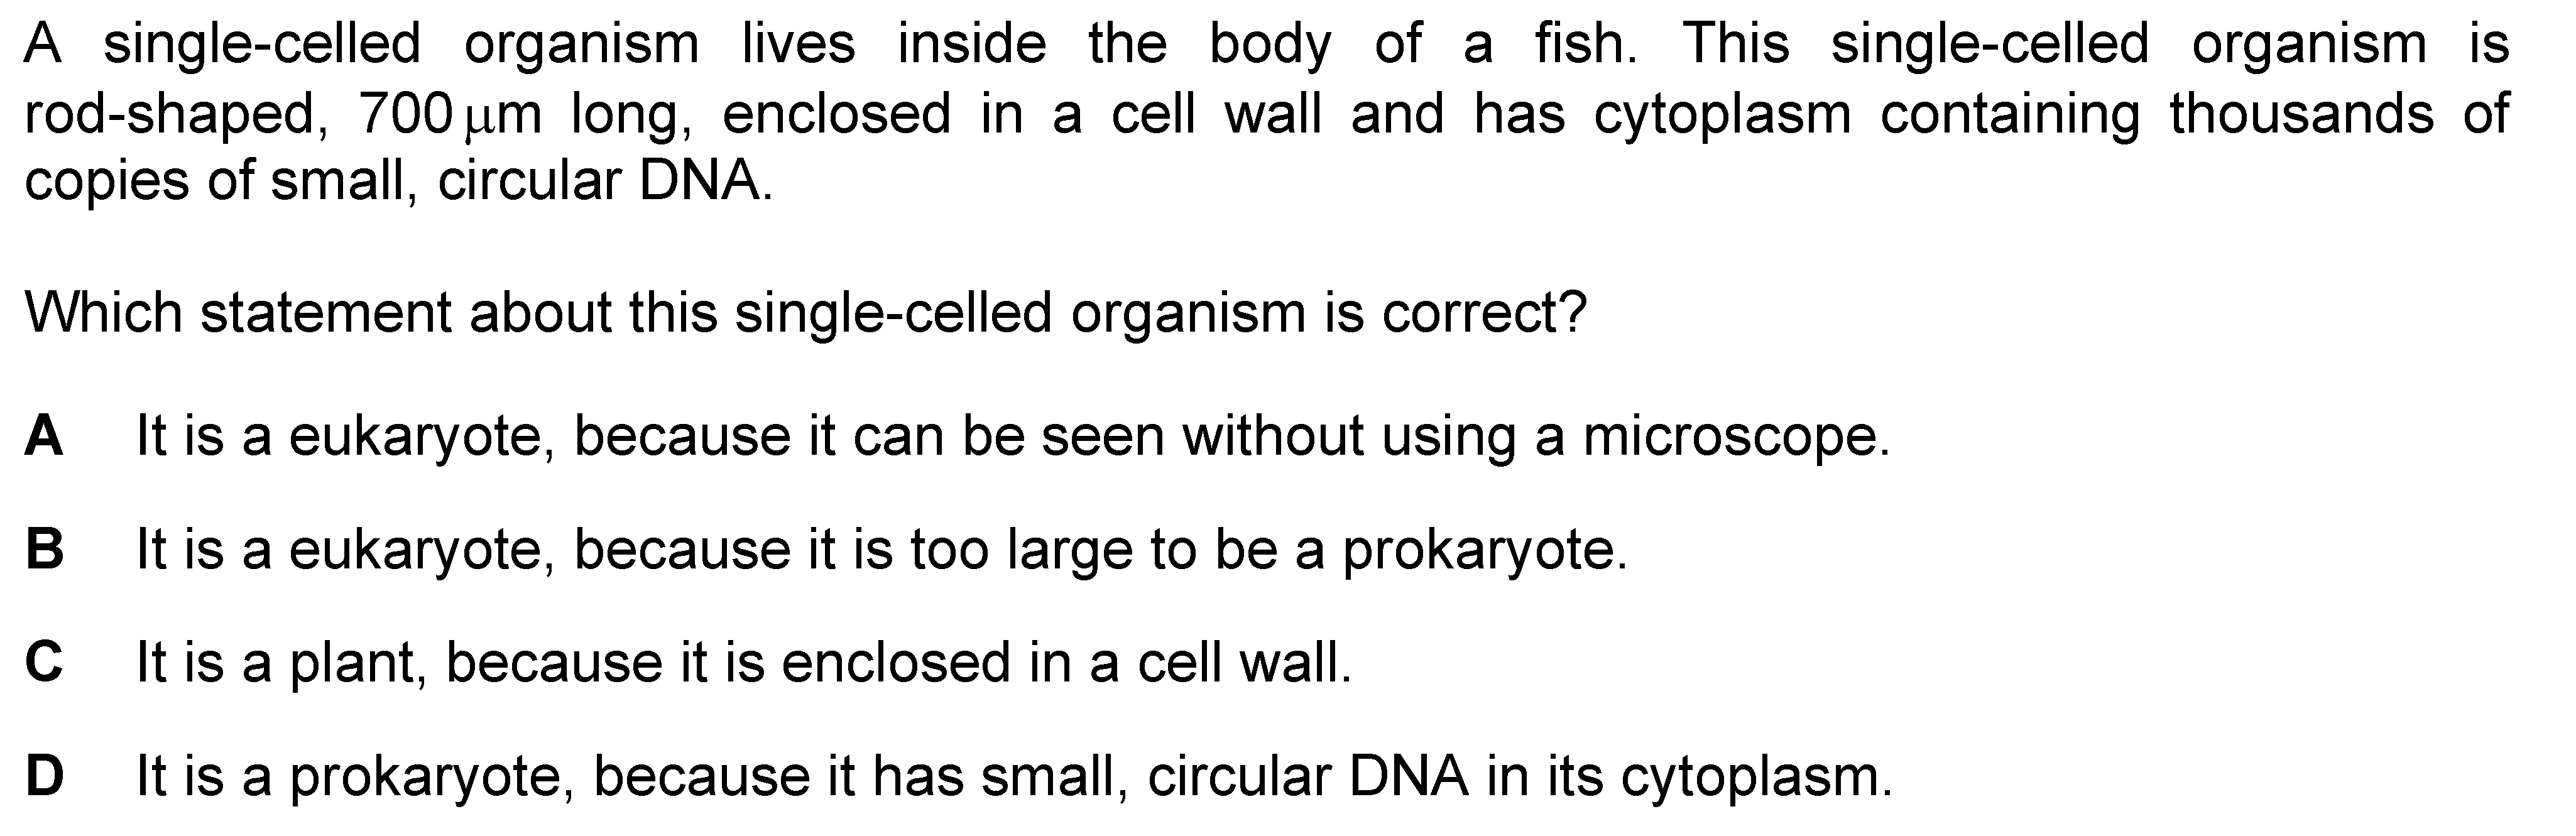 A single-celled organism lives inside the body of a fish. This single-celled organism is
rod-shaped, 700 μm long, enclosed in a cell wall and has cytoplasm containing thousands of
copies of small, circular DNA.
Which statement about this single-celled organism is correct?
A It is a eukaryote, because it can be seen without using a microscope.
B It is a eukaryote, because it is too large to be a prokaryote.
C It is a plant, because it is enclosed in a cell wall.
D It is a prokaryote, because it has small, circular DNA in its cytoplasm.